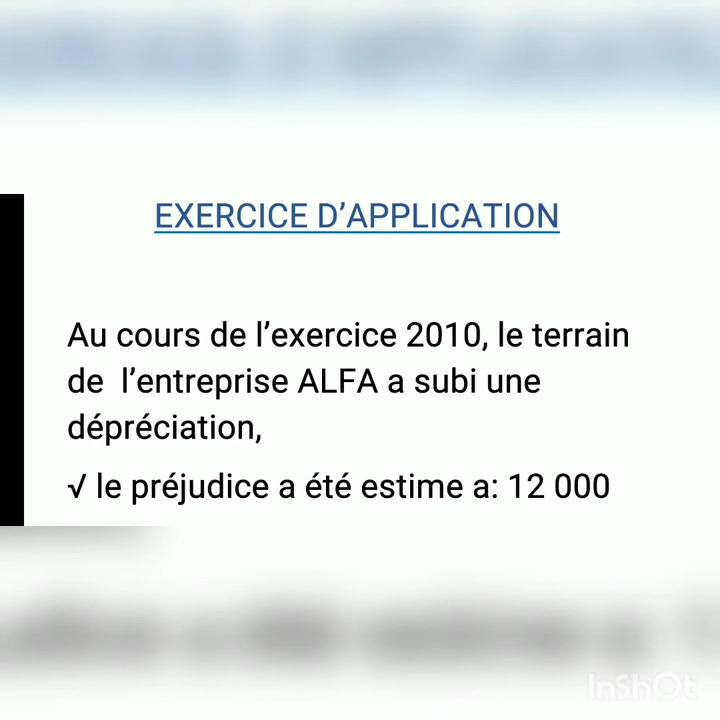 EXERCICE D’APPLICATION
Au cours de l’exercice 2010, le terrain
de l’entreprise ALFA a subi une
dépréciation,
√ le préjudice a été estime a: 12 000
InShOt